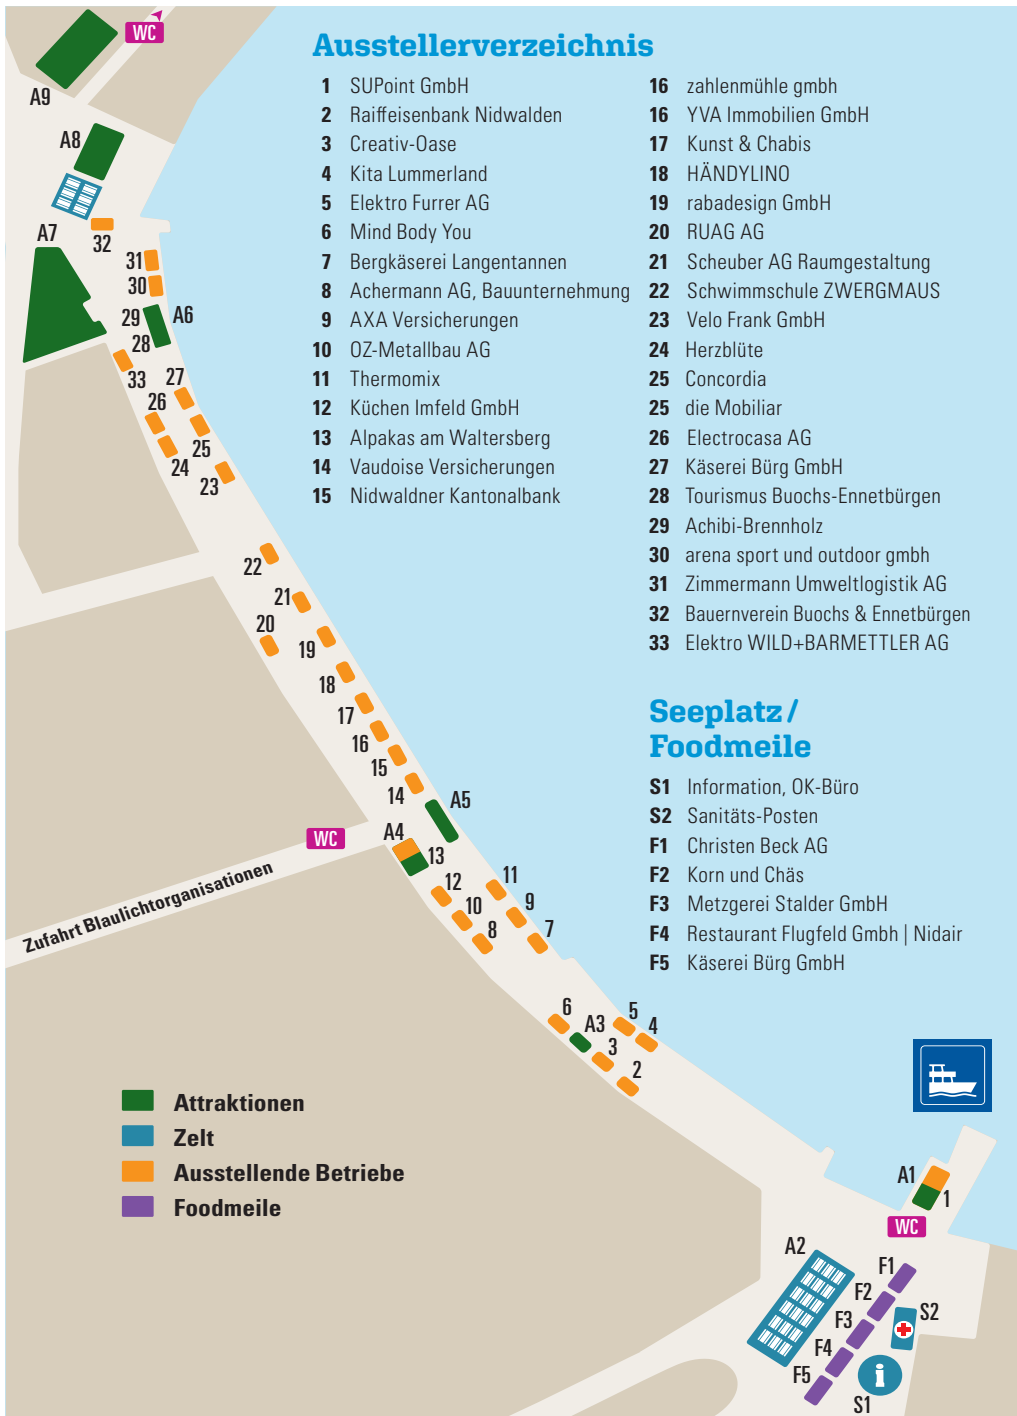 Ausstellerverzeichnis
1 SUPoint GmbH
2 Raiffeisenbank Nidwalden
3 Creativ-Oase
4 Kita Lummerland
5 Elektro Furrer AG
6 Mind Body You
7 Bergkäserei Langentannen
8 Achermann AG, Bauunternehmung
9 AXA Versicherungen
10 OZ-Metallbau AG
11 Thermomix
12 Küchen Imfeld GmbH
13 Alpakas am Waltersberg
14 Vaudoise Versicherungen
15 Nidwaldner Kantonalbank
16 zahlenmühle gmbh
16 YVA Immobilien GmbH
17 Kunst & Chabis
18 HÄNDYLINO
19 rabadesign GmbH
20 RUAG AG
21 Scheuber AG Raumgestaltung
22 Schwimmschule ZWERGMAUS
23 Velo Frank GmbH
24 Herzblüte
25 Concordia
25 die Mobiliar
26 Electrocasa AG
27 Käserei Bürg GmbH
28 Tourismus Buochs-Ennetbürgen
29 Achibi-Brennholz
30 arena sport und outdoor gmbh
31 Zimmermann Umweltlogistik AG
32 Bauernverein Buochs & Ennetbürgen
33 Elektro WILD+BARMETTLER AG
Seeplatz/
Foodmeile
S1 Information, OK-Büro
S2 Sanitäts-Posten
F1 Christen Beck AG
F2 Korn und Chäs
F3 Metzgerei Stalder GmbH
F4 Restaurant Flugfeld Gmbh | Nidair
F5 Käserei Bürg GmbH
WC
A9
A8
A7
32
31
30
29
A6
28
33
27
26
25
24
23
22
21
20
19
18
17
16
15
14
A5
WC
A4
13
Zufahrt Blaulichtorganisationen
12
11
10
9
8
7
6
A3
5
4
3
2
Attraktionen
Zelt
Ausstellende Betriebe
Foodmeile
A1
1
WC
A2
F1
F2
S2
F3
F4
F5
S1